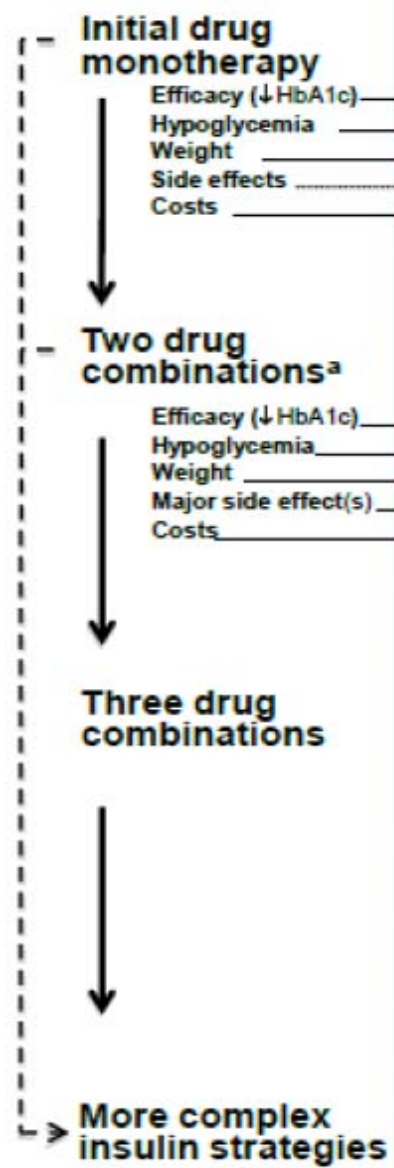 Initial drug
monotherapy
Efficacy (↓HbA1c)
Hypoglycemia
Weight
Side effects
Costs
Two drug
combinationsᵃ
Efficacy (↓HbA1c)
Hypoglycemia
Weight
Major side effect(s)
Costs
Three drug
combinations
More complex
insulin strategies